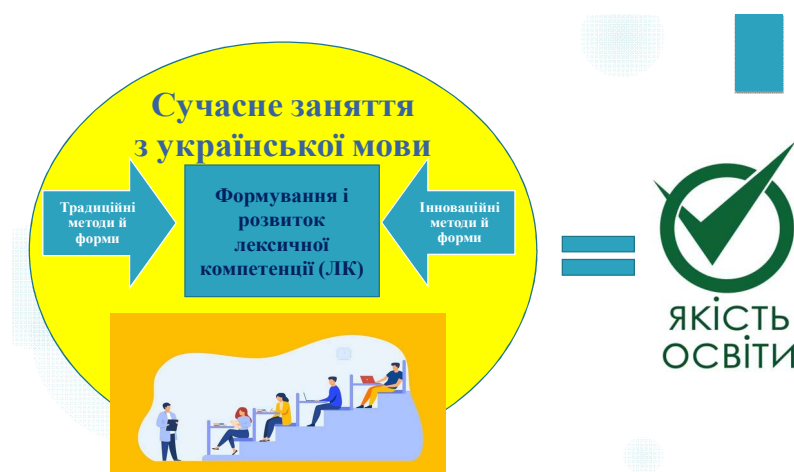 Сучасне заняття
з української мови
Традиційні
методи й
форми
Формування і
розвиток
лексичної
компетенції (ЛК)
Інноваційні
методи й
форми
ЯКІСТЬ
ОСВІТИ